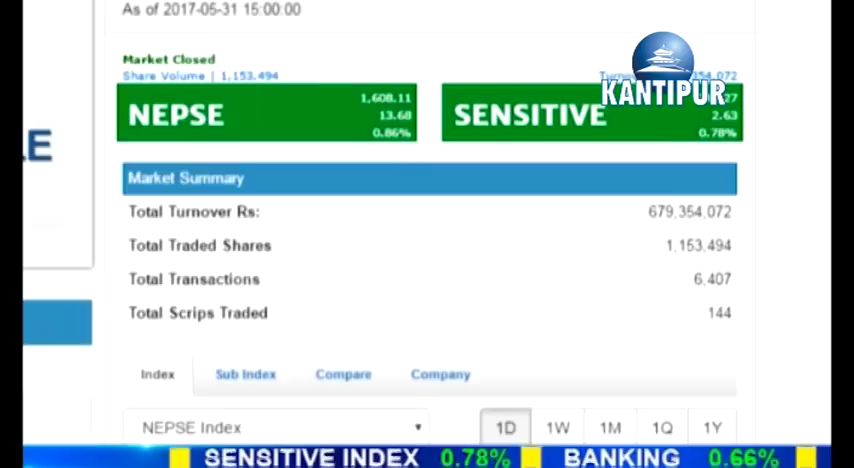 As of 2017-05-31 15:00:00
Market Closed
Share Volume | 1,153,494
KANTIPUR
NEPSE
1,608.11
13.68
0.86%
SENSITIVE
2.63
0.78%
Market Summary
Total Turnover Rs: 679,354,072
Total Traded Shares 1,153,494
Total Transactions 6,407
Total Scrips Traded 144
Index Sub Index Compare Company
NEPSE Index 1D 1W 1M 1Q 1Y
SENSITIVE INDEX 0.78% BANKING 0.66%